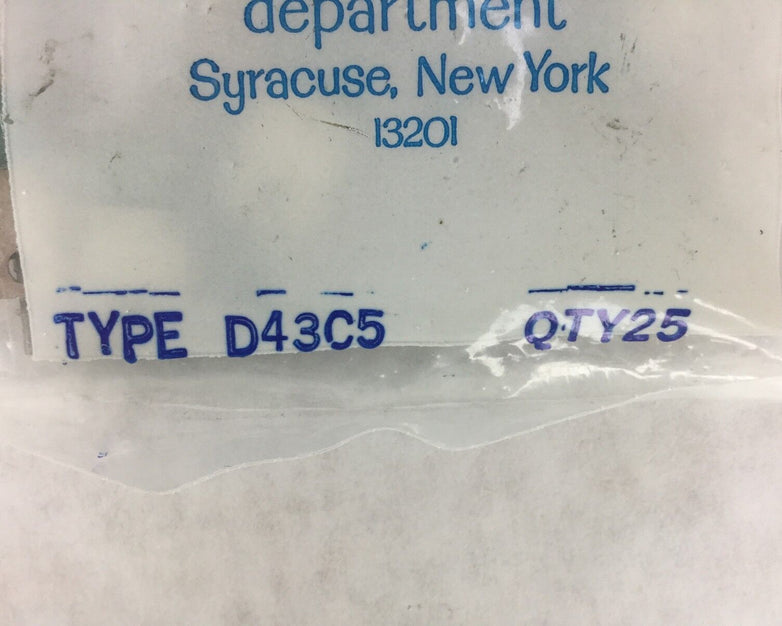 department
Syracuse, New York
13201
TYPE D43C5 QTY25